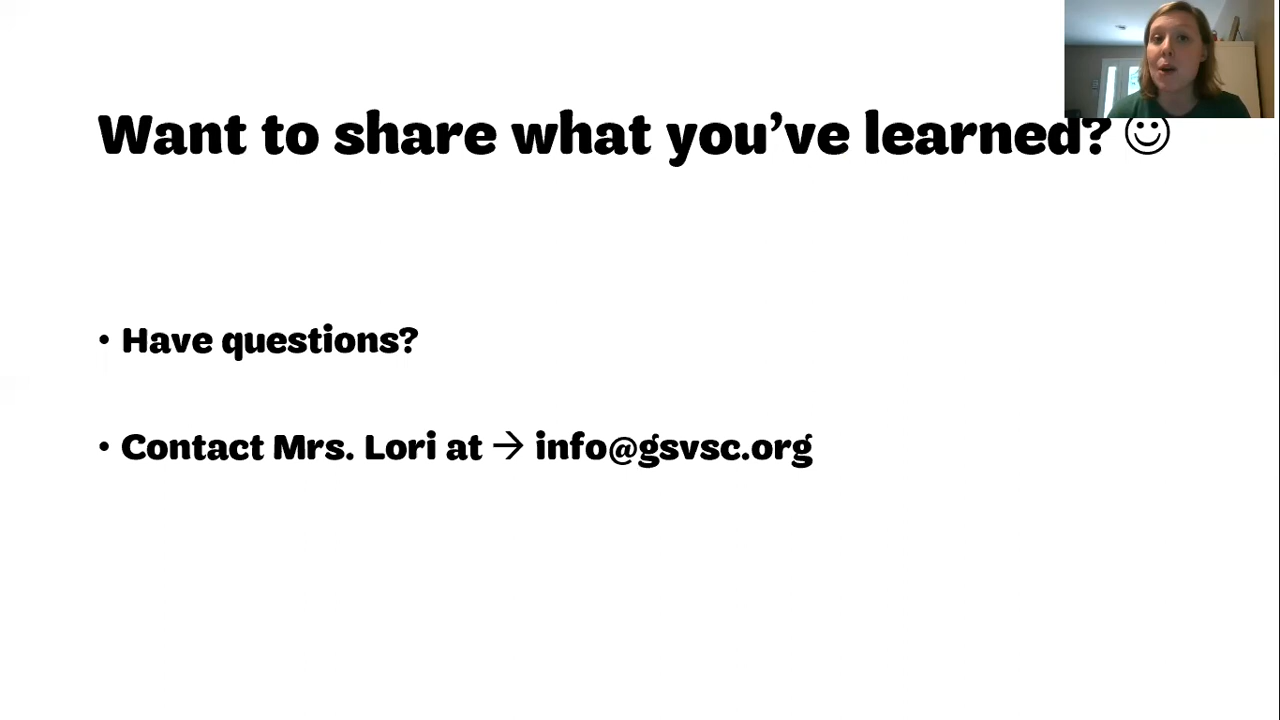 Want to share what you’ve learned? ☺
• Have questions?
• Contact Mrs. Lori at → info@gsvsc.org